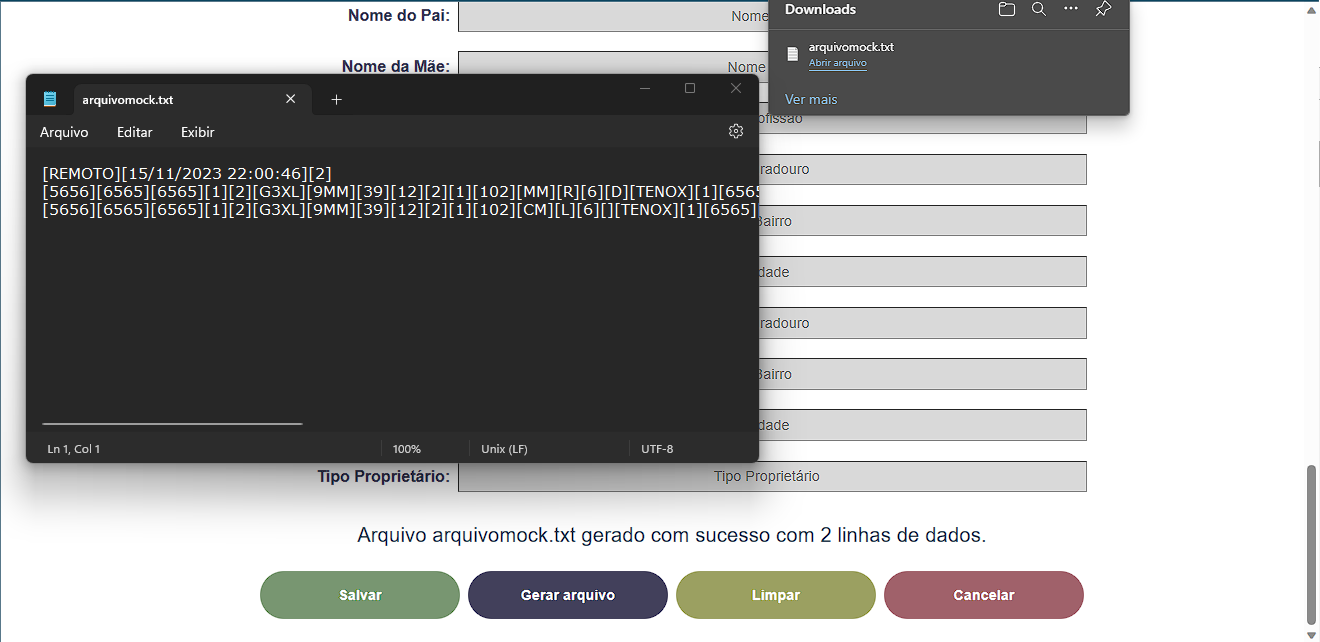 Nome do Pai:
Nome
Nome da Mãe:
Nome
Downloads
arquivomock.txt
Abrir arquivo
Ver mais
arquivomock.txt
Arquivo
Editar
Exibir
[REMOTO][15/11/2023 22:00:46][2]
[5656][6565][6565][1][2][G3XL][9MM][39][12][2][1][102][MM][R][6][D][TENOX][1][6565
[5656][6565][6565][1][2][G3XL][9MM][39][12][2][1][102][CM][L][6][][TENOX][1][6565]
Ln 1, Col 1
100%
Unix (LF)
UTF-8
ofissão
radouro
Bairro
dade
radouro
Bairro
dade
Tipo Proprietário:
Tipo Proprietário
Arquivo arquivomock.txt gerado com sucesso com 2 linhas de dados.
Salvar
Gerar arquivo
Limpar
Cancelar